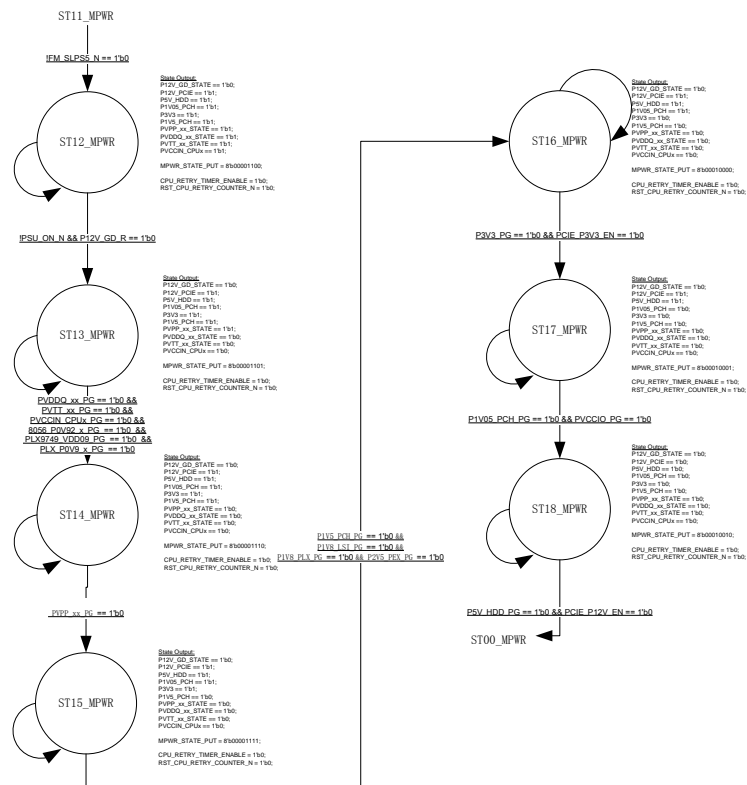 ST11_MPWR
!FM_SLPS5_N == 1'b0
ST12_MPWR
State Output:
P12V_GD_STATE == 1'b0;
P12V_PCIE == 1'b1;
P5V_HDD == 1'b1;
P1V05_PCH == 1'b1;
P3V3 == 1'b1;
P1V5_PCH == 1'b1;
PVPP_xx_STATE == 1'b1;
PVDDQ_xx_STATE == 1'b1;
PVTT_xx_STATE == 1'b1;
PVCCIN_CPUx == 1'b1;
MPWR_STATE_PUT = 8'b00001100;
CPU_RETRY_TIMER_ENABLE = 1'b0;
RST_CPU_RETRY_COUNTER_N = 1'b0;
!PSU_ON_N && P12V_GD_R == 1'b0
ST13_MPWR
State Output:
P12V_GD_STATE == 1'b0;
P12V_PCIE == 1'b1;
P5V_HDD == 1'b1;
P1V05_PCH == 1'b1;
P3V3 == 1'b1;
P1V5_PCH == 1'b1;
PVPP_xx_STATE == 1'b1;
PVDDQ_xx_STATE == 1'b0;
PVTT_xx_STATE == 1'b0;
PVCCIN_CPUx == 1'b0;
MPWR_STATE_PUT = 8'b00001101;
CPU_RETRY_TIMER_ENABLE = 1'b0;
RST_CPU_RETRY_COUNTER_N = 1'b0;
PVDDQ_xx_PG == 1'b0 &&
PVTT_xx_PG == 1'b0 &&
PVCCIN_CPUx_PG == 1'b0 &&
8056_P0V92_x_PG == 1'b0 &&
PLX9749_VDD09_PG == 1'b0 &&
PLX_P0V9_x_PG == 1'b0
ST14_MPWR
State Output:
P12V_GD_STATE == 1'b0;
P12V_PCIE == 1'b1;
P5V_HDD == 1'b1;
P1V05_PCH == 1'b1;
P3V3 == 1'b1;
P1V5_PCH == 1'b1;
PVPP_xx_STATE == 1'b0;
PVDDQ_xx_STATE == 1'b0;
PVTT_xx_STATE == 1'b0;
PVCCIN_CPUx == 1'b0;
MPWR_STATE_PUT = 8'b00001110;
CPU_RETRY_TIMER_ENABLE = 1'b0;
RST_CPU_RETRY_COUNTER_N = 1'b0;
PVPP_xx_PG == 1'b0
ST15_MPWR
State Output:
P12V_GD_STATE == 1'b0;
P12V_PCIE == 1'b1;
P5V_HDD == 1'b1;
P1V05_PCH == 1'b1;
P3V3 == 1'b1;
P1V5_PCH == 1'b0;
PVPP_xx_STATE == 1'b0;
PVDDQ_xx_STATE == 1'b0;
PVTT_xx_STATE == 1'b0;
PVCCIN_CPUx == 1'b0;
MPWR_STATE_PUT = 8'b00001111;
CPU_RETRY_TIMER_ENABLE = 1'b0;
RST_CPU_RETRY_COUNTER_N = 1'b0;
P1V5_PCH_PG == 1'b0 &&
P1V8_LSI_PG == 1'b0 &&
P1V8_PLX_PG == 1'b0 && P2V5_PEX_PG == 1'b0
ST16_MPWR
State Output:
P12V_GD_STATE == 1'b0;
P12V_PCIE == 1'b1;
P5V_HDD == 1'b1;
P1V05_PCH == 1'b1;
P3V3 == 1'b0;
P1V5_PCH == 1'b0;
PVPP_xx_STATE == 1'b0;
PVDDQ_xx_STATE == 1'b0;
PVTT_xx_STATE == 1'b0;
PVCCIN_CPUx == 1'b0;
MPWR_STATE_PUT = 8'b00010000;
CPU_RETRY_TIMER_ENABLE = 1'b0;
RST_CPU_RETRY_COUNTER_N = 1'b0;
P3V3_PG == 1'b0 && PCIE_P3V3_EN == 1'b0
ST17_MPWR
State Output:
P12V_GD_STATE == 1'b0;
P12V_PCIE == 1'b1;
P5V_HDD == 1'b1;
P1V05_PCH == 1'b0;
P3V3 == 1'b0;
P1V5_PCH == 1'b0;
PVPP_xx_STATE == 1'b0;
PVDDQ_xx_STATE == 1'b0;
PVTT_xx_STATE == 1'b0;
PVCCIN_CPUx == 1'b0;
MPWR_STATE_PUT = 8'b00010001;
CPU_RETRY_TIMER_ENABLE = 1'b0;
RST_CPU_RETRY_COUNTER_N = 1'b0;
P1V05_PCH_PG == 1'b0 && PVCCIO_PG == 1'b0
ST18_MPWR
State Output:
P12V_GD_STATE == 1'b0;
P12V_PCIE == 1'b0;
P5V_HDD == 1'b0;
P1V05_PCH == 1'b0;
P3V3 == 1'b0;
P1V5_PCH == 1'b0;
PVPP_xx_STATE == 1'b0;
PVDDQ_xx_STATE == 1'b0;
PVTT_xx_STATE == 1'b0;
PVCCIN_CPUx == 1'b0;
MPWR_STATE_PUT = 8'b00010010;
CPU_RETRY_TIMER_ENABLE = 1'b0;
RST_CPU_RETRY_COUNTER_N = 1'b0;
P5V_HDD_PG == 1'b0 && PCIE_P12V_EN == 1'b0
ST00_MPWR